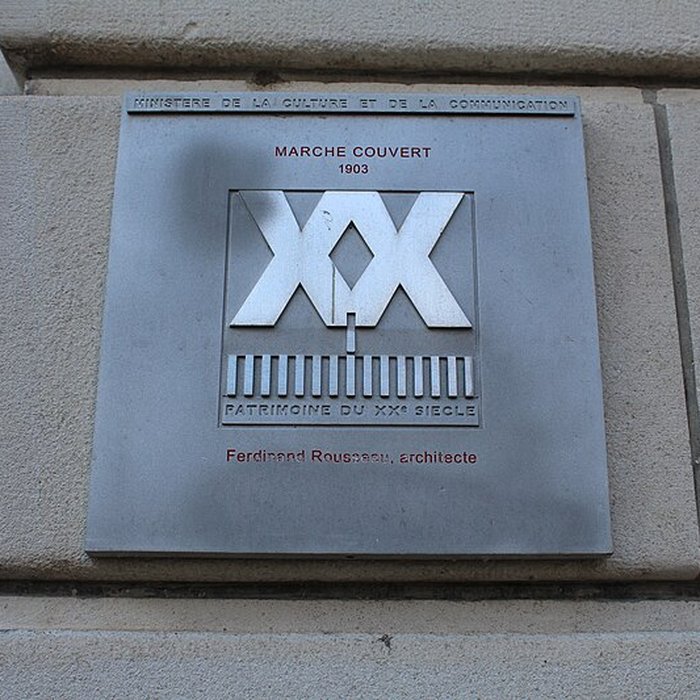 MINISTERE DE LA CULTURE ET DE LA COMMUNICATION
MARCHE COUVERT
1903
XX
PATRIMOINE DU XXe SIECLE
Ferdinand Rousseau, architecte